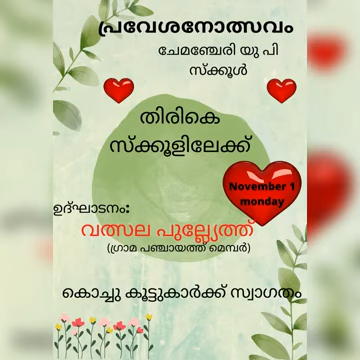 പ്രവേശനോത്സവം
ചേമഞ്ചേരി യു പി
സ്ക്കൂൾ
തിരികെ
സ്ക്കൂളിലേക്ക്
November 1
monday
ഉദ്ഘാടനം:
വത്സല പുല്ല്യേത്ത്
(ഗ്രാമ പഞ്ചായത്ത് മെമ്പർ)
കൊച്ചു കൂട്ടുകാർക്ക് സ്വാഗതം